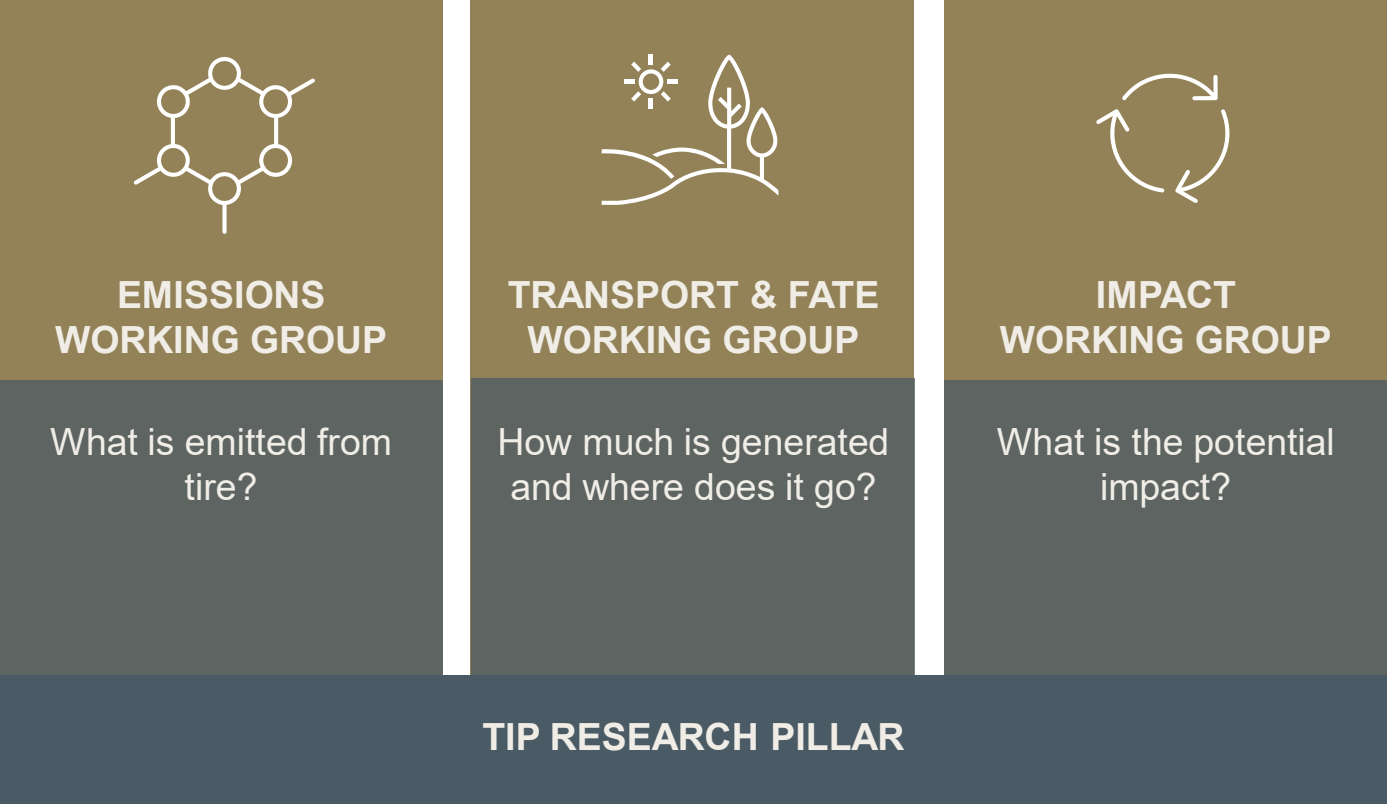 EMISSIONS
WORKING GROUP
What is emitted from
tire?
TRANSPORT & FATE
WORKING GROUP
How much is generated
and where does it go?
IMPACT
WORKING GROUP
What is the potential
impact?
TIP RESEARCH PILLAR